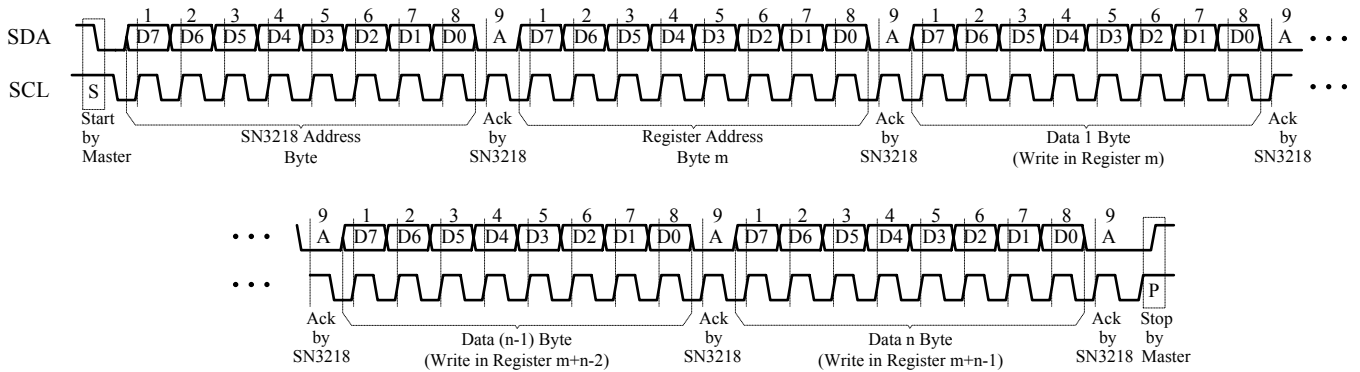 1 2 3 4 5 6 7 8 9 1 2 3 4 5 6 7 8 9 1 2 3 4 5 6 7 8 9
SDA D7 D6 D5 D4 D3 D2 D1 D0 A D7 D6 D5 D4 D3 D2 D1 D0 A D7 D6 D5 D4 D3 D2 D1 D0 A • • •
SCL S • • •
Start
by
Master
SN3218 Address
Byte
Ack
by
SN3218
Register Address
Byte m
Ack
by
SN3218
Data 1 Byte
(Write in Register m)
Ack
by
SN3218
9 1 2 3 4 5 6 7 8 9 1 2 3 4 5 6 7 8 9
• • • A D7 D6 D5 D4 D3 D2 D1 D0 A D7 D6 D5 D4 D3 D2 D1 D0 A
• • • P
Ack
by
SN3218
Data (n-1) Byte
(Write in Register m+n-2)
Ack
by
SN3218
Data n Byte
(Write in Register m+n-1)
Ack
by
SN3218
Stop
by
Master